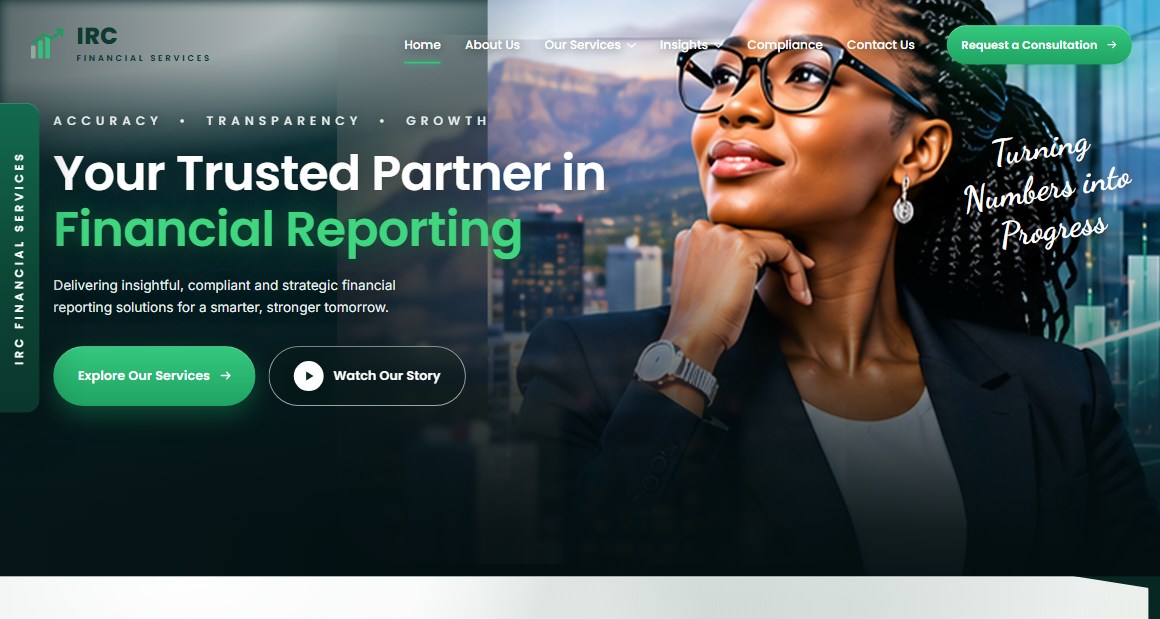 IRC
FINANCIAL SERVICES
Home
About Us
Our Services
Insights
Compliance
Contact Us
Request a Consultation →
IRC FINANCIAL SERVICES
ACCURACY • TRANSPARENCY • GROWTH
Your Trusted Partner in
Financial Reporting
Delivering insightful, compliant and strategic financial
reporting solutions for a smarter, stronger tomorrow.
Explore Our Services →
Watch Our Story
Turning
Numbers into
Progress